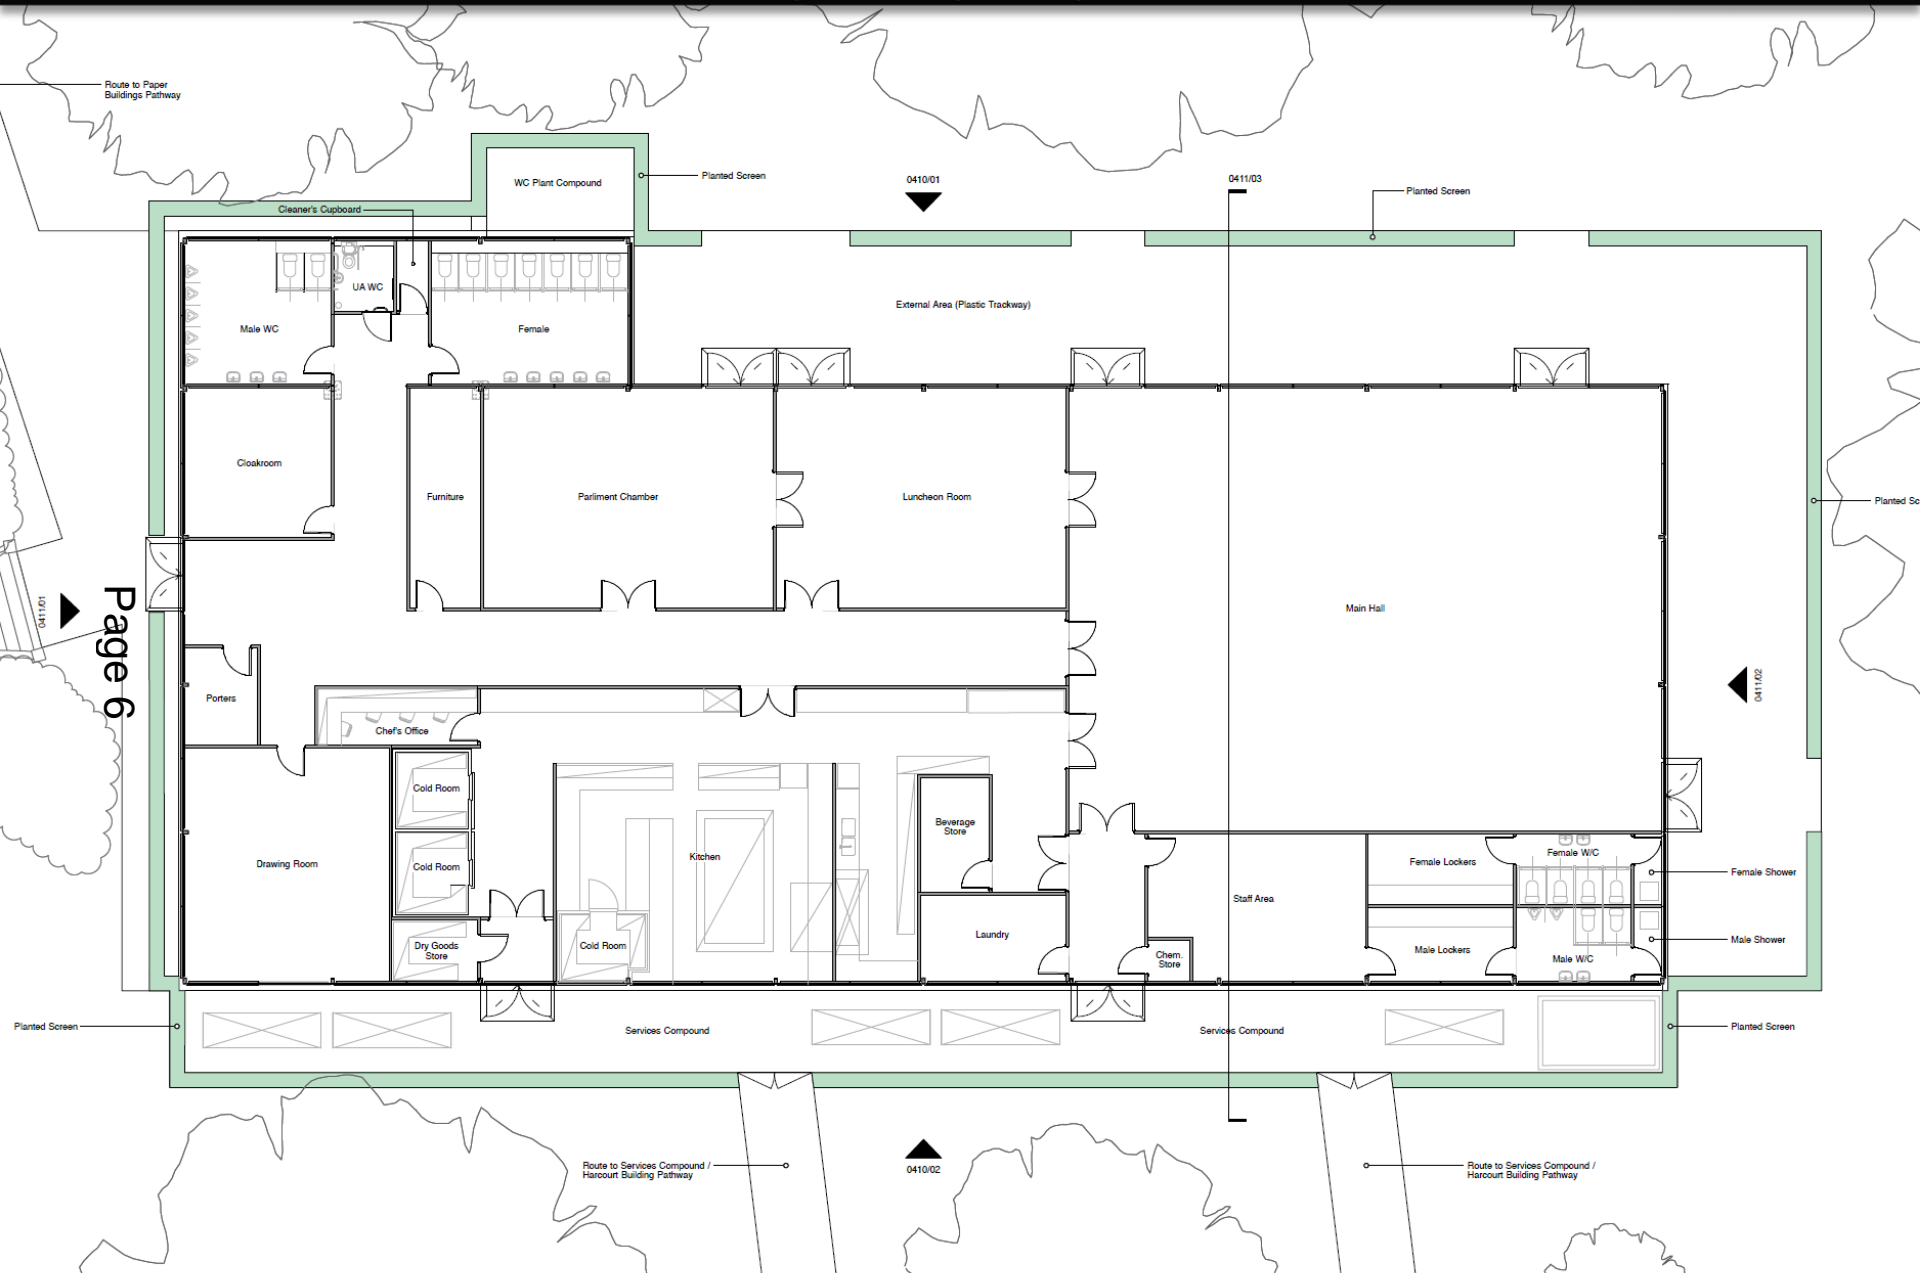 Route to Paper
Buildings Pathway
WC Plant Compound
Planted Screen
0410/01
0411/03
Planted Screen
Cleaner's Cupboard
UA WC
Male WC
Female
External Area (Plastic Trackway)
Cloakroom
Furniture
Parliment Chamber
Luncheon Room
Planted Sc
Page 6
0411/01
Main Hall
0411/02
Porters
Chef's Office
Cold Room
Beverage
Store
Kitchen
Drawing Room
Cold Room
Female Lockers
Female W/C
Female Shower
Staff Area
Dry Goods
Store
Cold Room
Laundry
Chem.
Store
Male Lockers
Male W/C
Male Shower
Planted Screen
Services Compound
Services Compound
Planted Screen
Route to Services Compound /
Harcourt Building Pathway
0410/02
Route to Services Compound /
Harcourt Building Pathway